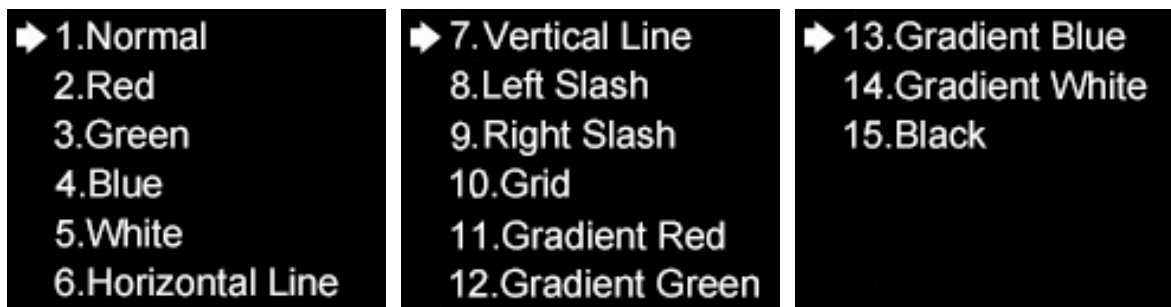 1.Normal
2.Red
3.Green
4.Blue
5.White
6.Horizontal Line
7.Vertical Line
8.Left Slash
9.Right Slash
10.Grid
11.Gradient Red
12.Gradient Green
13.Gradient Blue
14.Gradient White
15.Black